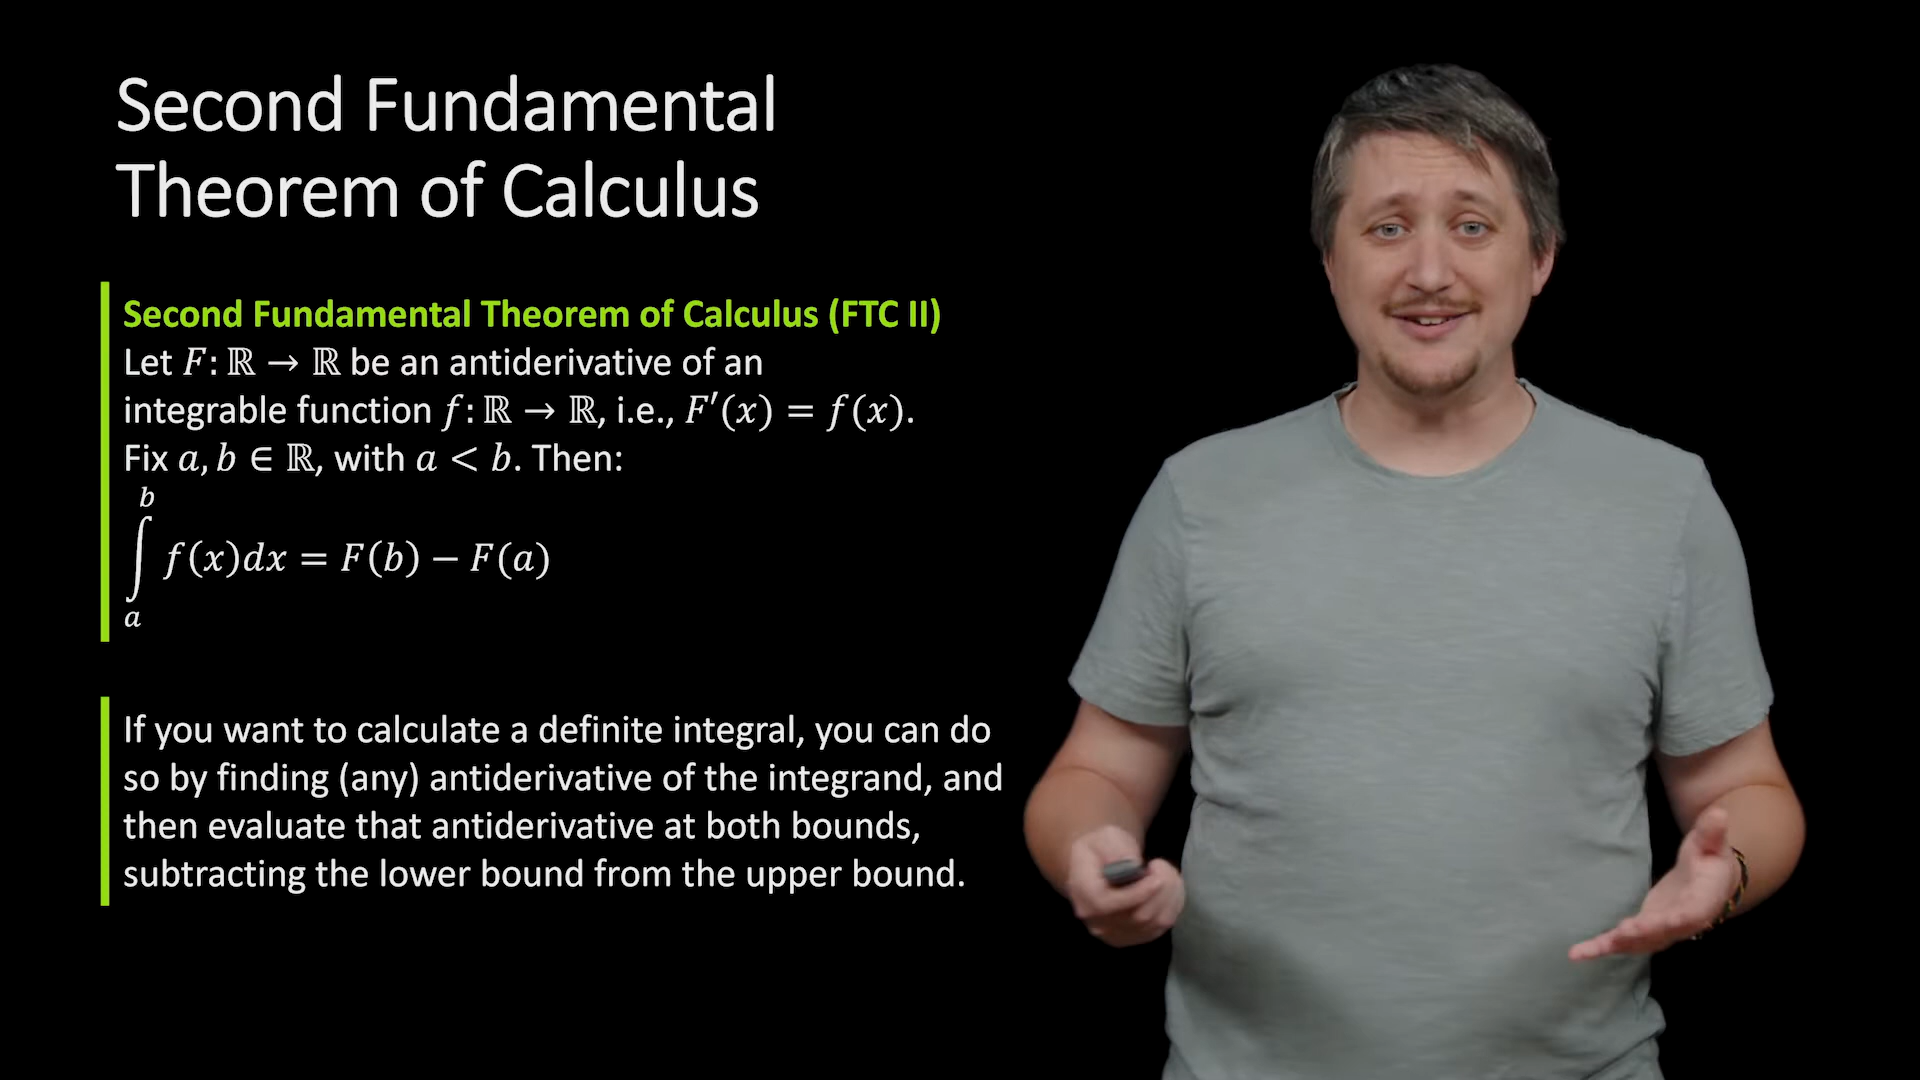 Second Fundamental
Theorem of Calculus
Second Fundamental Theorem of Calculus (FTC II)
Let F: ℝ → ℝ be an antiderivative of an
integrable function f: ℝ → ℝ, i.e., F′(x) = f(x).
Fix a, b ∈ ℝ, with a < b. Then:
b
∫ f(x)dx = F(b) − F(a)
a
If you want to calculate a definite integral, you can do
so by finding (any) antiderivative of the integrand, and
then evaluate that antiderivative at both bounds,
subtracting the lower bound from the upper bound.